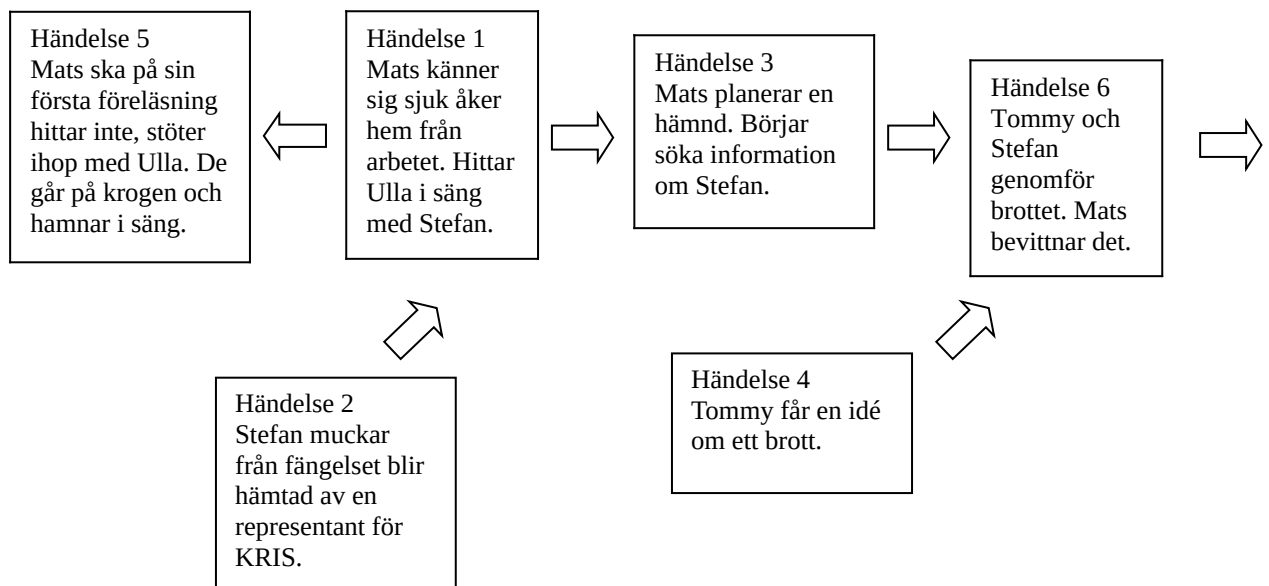 Händelse 5
Mats ska på sin
första föreläsning
hittar inte, stöter
ihop med Ulla. De
går på krogen och
hamnar i säng.
Händelse 1
Mats känner
sig sjuk åker
hem från
arbetet. Hittar
Ulla i säng
med Stefan.
Händelse 3
Mats planerar en
hämnd. Börjar
söka information
om Stefan.
Händelse 6
Tommy och
Stefan
genomför
brottet. Mats
bevittnar det.
Händelse 2
Stefan muckar
från fängelset blir
hämtad av en
representant för
KRIS.
Händelse 4
Tommy får en idé
om ett brott.